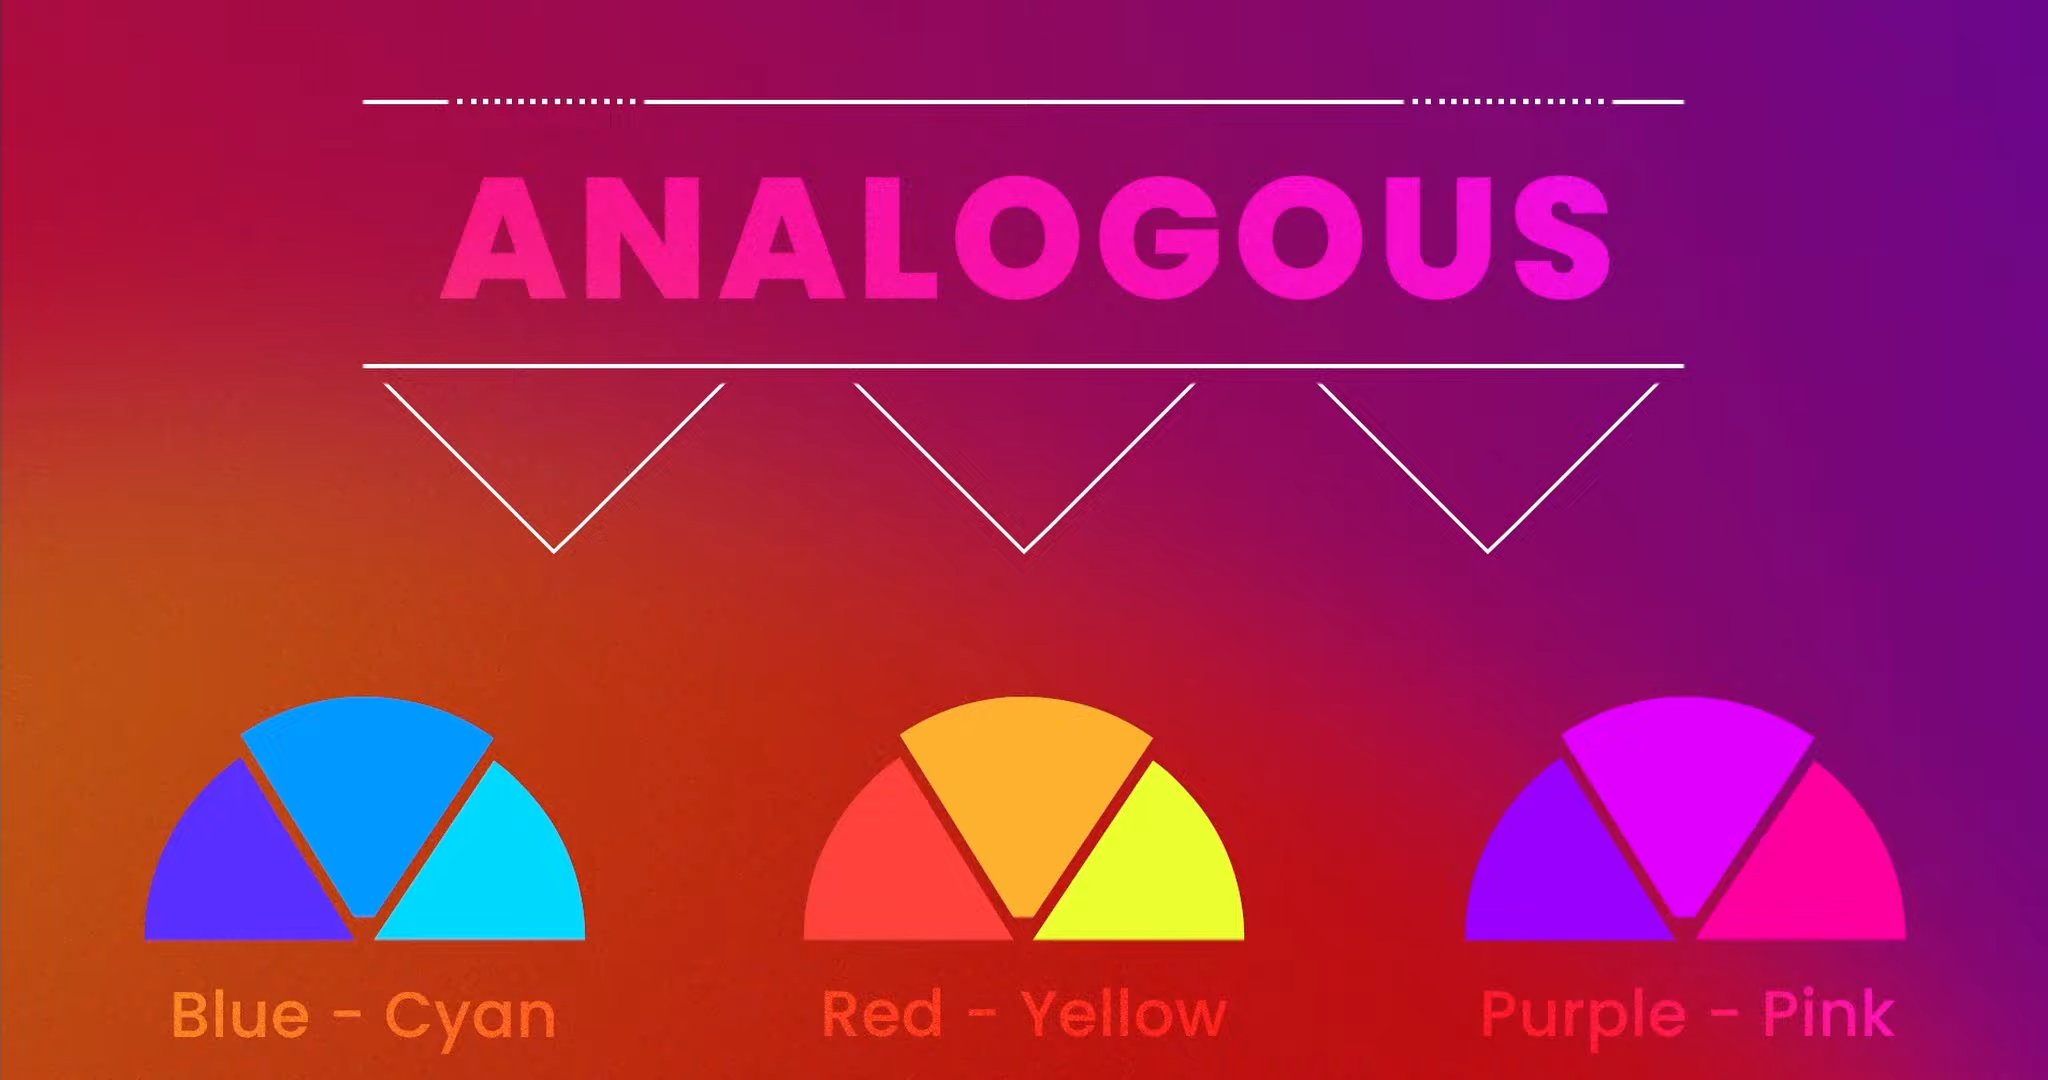 ANALOGOUS
Blue - Cyan
Red - Yellow
Purple - Pink